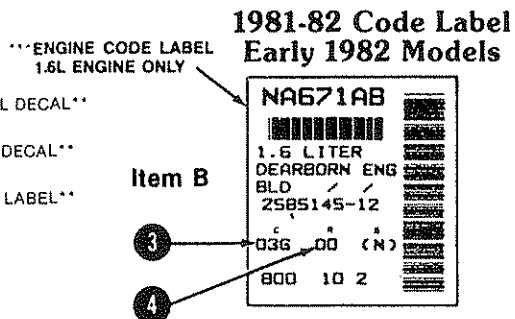 1981-82 Code Label
Early 1982 Models
***ENGINE CODE LABEL
1.6L ENGINE ONLY
L DECAL**
DECAL**
LABEL**
Item B
NA671AB
1.6 LITER
DEARBORN ENG
BLD / /
2585145-12
C R S
03G 00 (N)
800 10 2
3
4